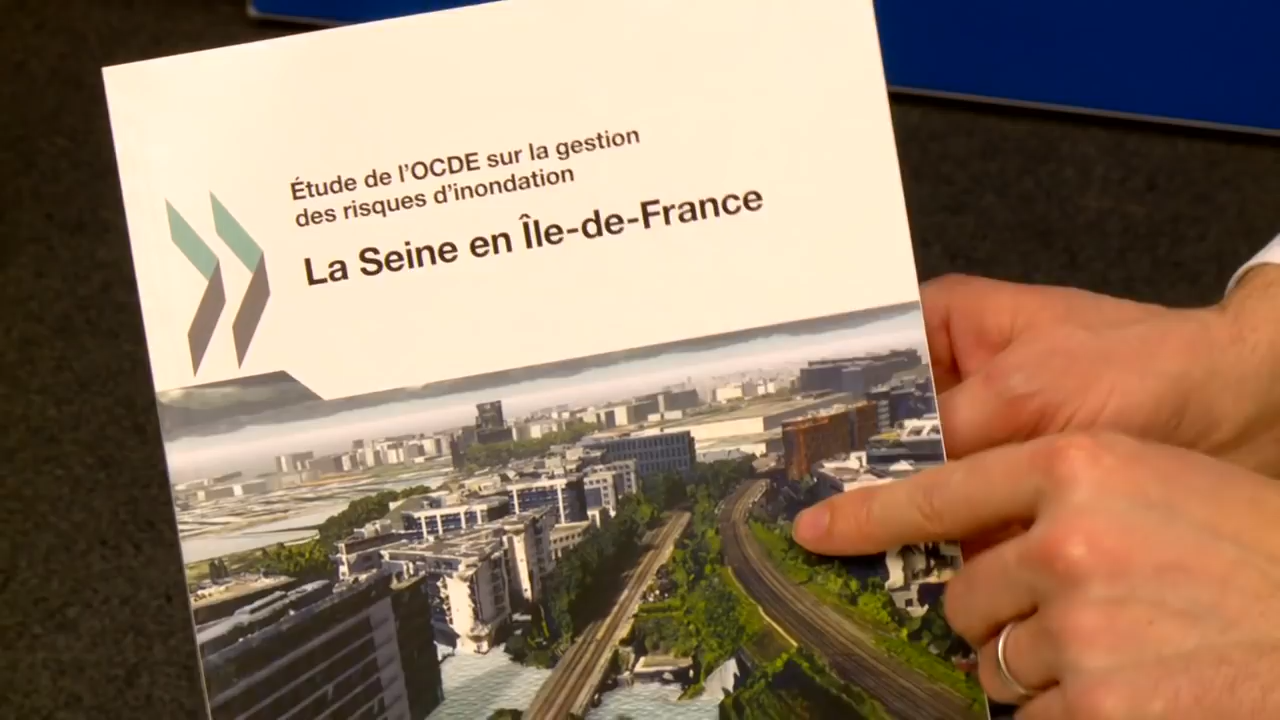 Étude de l'OCDE sur la gestion
des risques d'inondation
La Seine en Île-de-France